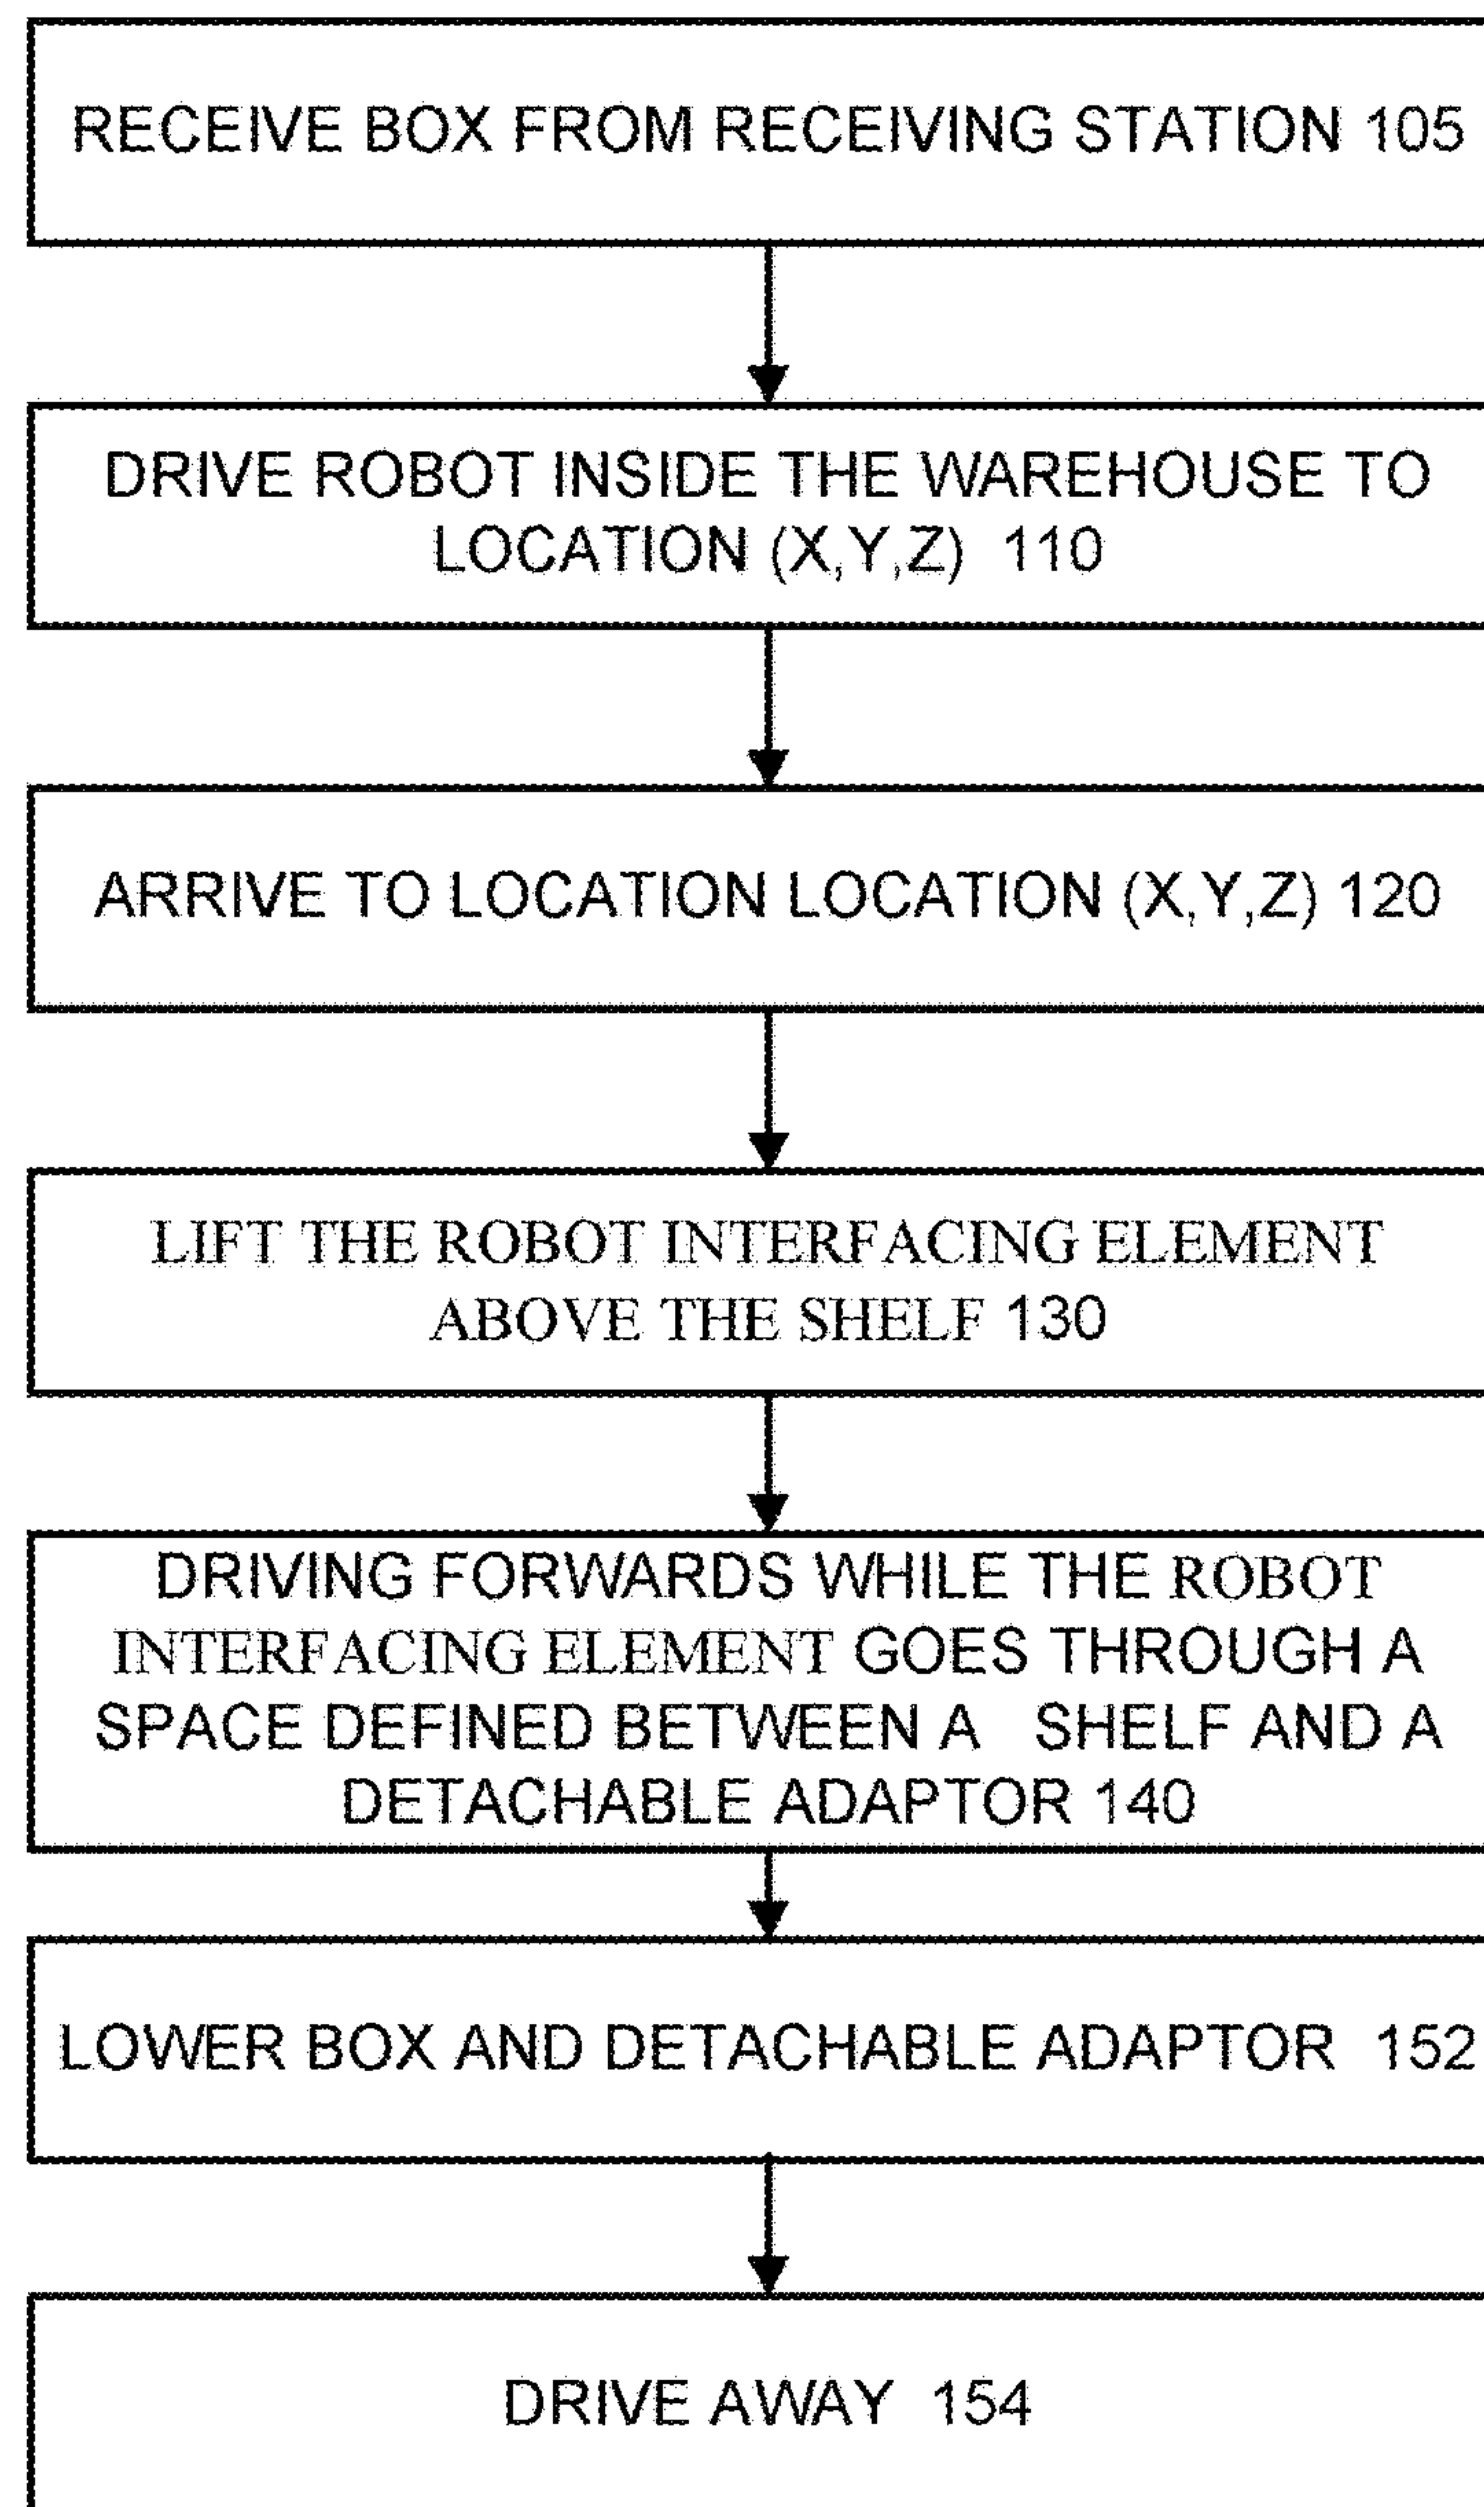 RECEIVE BOX FROM RECEIVING STATION 105
DRIVE ROBOT INSIDE THE WAREHOUSE TO
LOCATION (X,Y,Z) 110
ARRIVE TO LOCATION LOCATION (X,Y,Z) 120
LIFT THE ROBOT INTERFACING ELEMENT
ABOVE THE SHELF 130
DRIVING FORWARDS WHILE THE ROBOT
INTERFACING ELEMENT GOES THROUGH A
SPACE DEFINED BETWEEN A SHELF AND A
DETACHABLE ADAPTOR 140
LOWER BOX AND DETACHABLE ADAPTOR 152
DRIVE AWAY 154